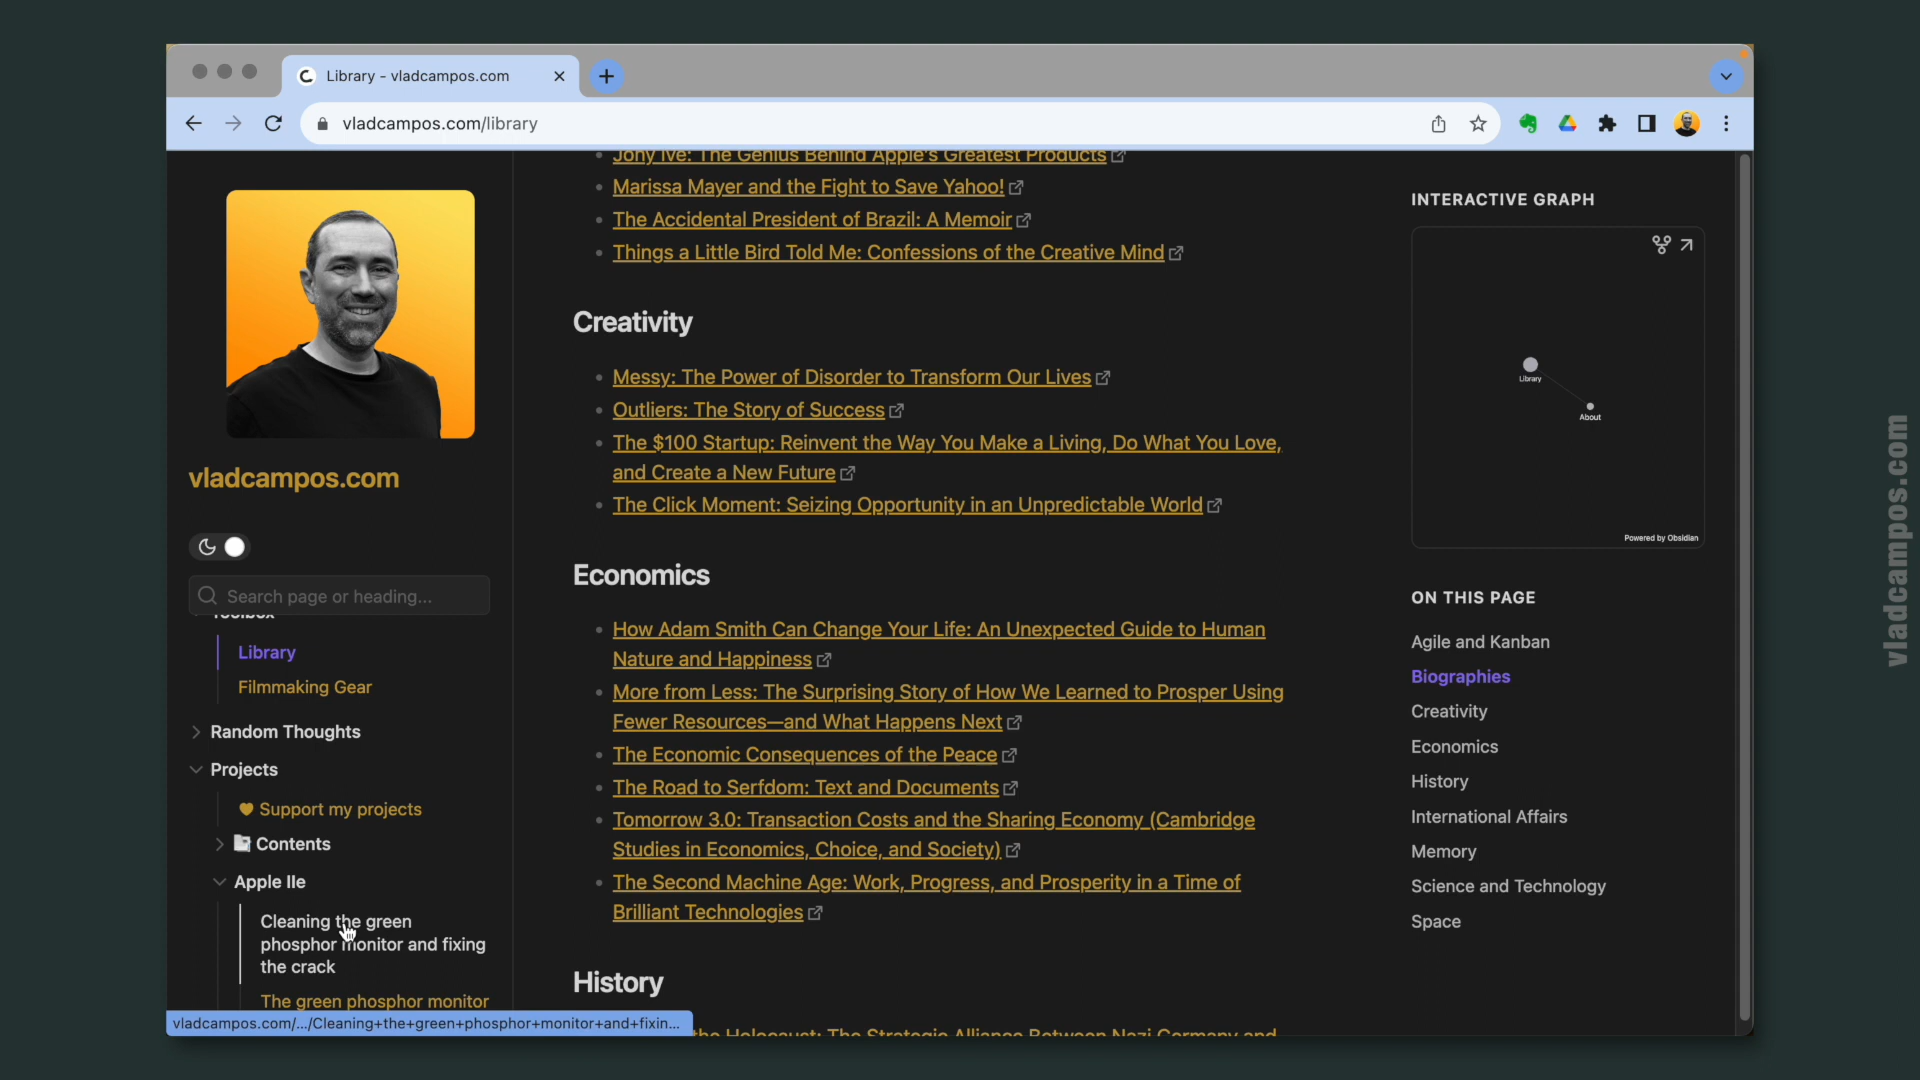 Library - vladcampos.com
vladcampos.com/library
vladcampos.com
Search page or heading...
Toolbox
Library
Filmmaking Gear
Random Thoughts
Projects
Support my projects
Contents
Apple IIe
Cleaning the green
phosphor monitor and fixing
the crack
The green phosphor monitor
vladcampos.com/.../Cleaning+the+green+phosphor+monitor+and+fixin...
Jony Ive: The Genius Behind Apple's Greatest Products
Marissa Mayer and the Fight to Save Yahoo!
The Accidental President of Brazil: A Memoir
Things a Little Bird Told Me: Confessions of the Creative Mind
Creativity
Messy: The Power of Disorder to Transform Our Lives
Outliers: The Story of Success
The $100 Startup: Reinvent the Way You Make a Living, Do What You Love,
and Create a New Future
The Click Moment: Seizing Opportunity in an Unpredictable World
Economics
How Adam Smith Can Change Your Life: An Unexpected Guide to Human
Nature and Happiness
More from Less: The Surprising Story of How We Learned to Prosper Using
Fewer Resources—and What Happens Next
The Economic Consequences of the Peace
The Road to Serfdom: Text and Documents
Tomorrow 3.0: Transaction Costs and the Sharing Economy (Cambridge
Studies in Economics, Choice, and Society)
The Second Machine Age: Work, Progress, and Prosperity in a Time of
Brilliant Technologies
History
the Holocaust: The Strategic Alliance Between Nazi Germany and
INTERACTIVE GRAPH
Library
About
Powered by Obsidian
ON THIS PAGE
Agile and Kanban
Biographies
Creativity
Economics
History
International Affairs
Memory
Science and Technology
Space
vladcampos.com